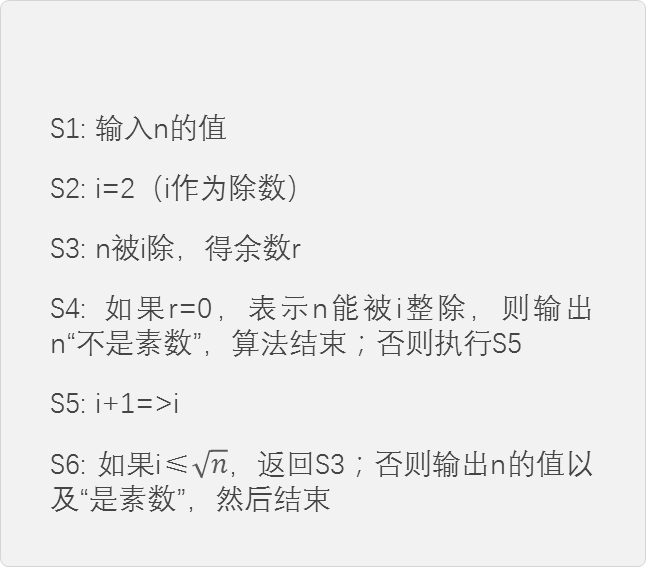 S1: 输入n的值
S2: i=2（i作为除数）
S3: n被i除，得余数r
S4: 如果r=0，表示n能被i整除，则输出
n“不是素数”，算法结束；否则执行S5
S5: i+1=>i
S6: 如果i≤√n，返回S3；否则输出n的值以
及“是素数”，然后结束